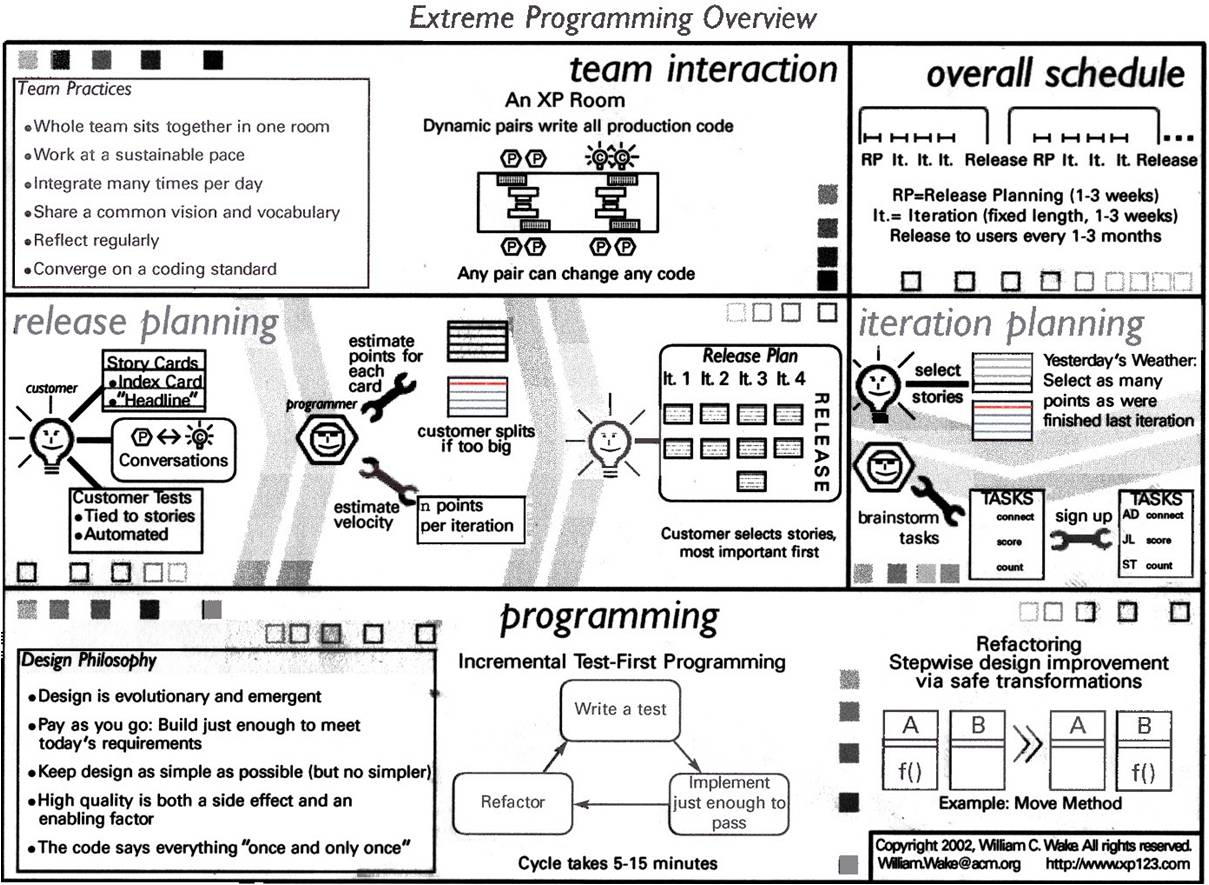 Extreme Programming Overview
Team Practices
•Whole team sits together in one room
•Work at a sustainable pace
•Integrate many times per day
•Share a common vision and vocabulary
•Reflect regularly
•Converge on a coding standard
team interaction
An XP Room
Dynamic pairs write all production code
P P C C
P P P P
Any pair can change any code
overall schedule
RP It. It. It. Release RP It. It. It. Release
RP=Release Planning (1-3 weeks)
It.= Iteration (fixed length, 1-3 weeks)
Release to users every 1-3 months
release planning
customer
Story Cards
•Index Card
•"Headline"
P ↔ C
Conversations
Customer Tests
•Tied to stories
•Automated
programmer
estimate
points for
each
card
customer splits
if too big
estimate
velocity
n points
per iteration
Release Plan
It. 1 It. 2 It. 3 It. 4
RELEASE
Customer selects stories,
most important first
iteration planning
select
stories
Yesterday's Weather:
Select as many
points as were
finished last iteration
brainstorm
tasks
TASKS
connect
score
count
sign up
TASKS
AD connect
JL score
ST count
programming
Design Philosophy
•Design is evolutionary and emergent
•Pay as you go: Build just enough to meet
today's requirements
•Keep design as simple as possible (but no simpler)
•High quality is both a side effect and an
enabling factor
•The code says everything "once and only once"
Incremental Test-First Programming
Write a test
Implement
just enough to
pass
Refactor
Cycle takes 5-15 minutes
Refactoring
Stepwise design improvement
via safe transformations
A B >> A B
f() f()
Example: Move Method
Copyright 2002, William C. Wake. All rights reserved.
William.Wake@acm.org http://www.xp123.com